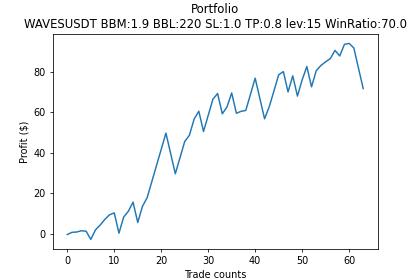 Portfolio
WAVESUSDT BBM:1.9 BBL:220 SL:1.0 TP:0.8 lev:15 WinRatio:70.0
80
60
40
20
0
Profit ($)
0 10 20 30 40 50 60
Trade counts